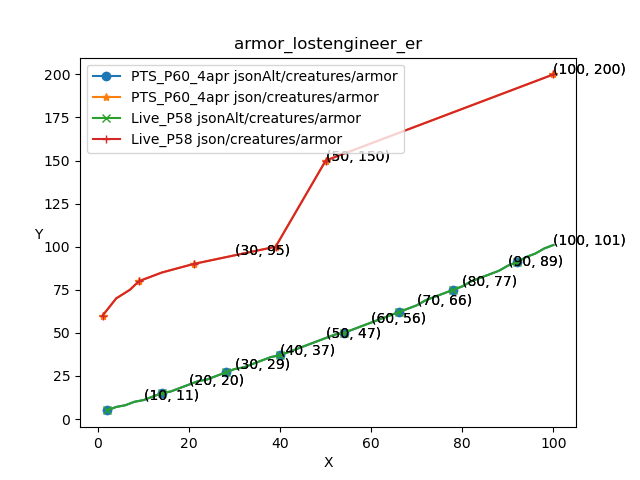 armor_lostengineer_er
PTS_P60_4apr jsonAlt/creatures/armor
PTS_P60_4apr json/creatures/armor
Live_P58 jsonAlt/creatures/armor
Live_P58 json/creatures/armor
(100, 200)
(50, 150)
(30, 95)
(100, 101)
(90, 89)
(80, 77)
(70, 66)
(60, 56)
(50, 47)
(40, 37)
(30, 29)
(20, 20)
(10, 11)
200
175
150
125
100
75
50
25
0
Y
0 20 40 60 80 100
X